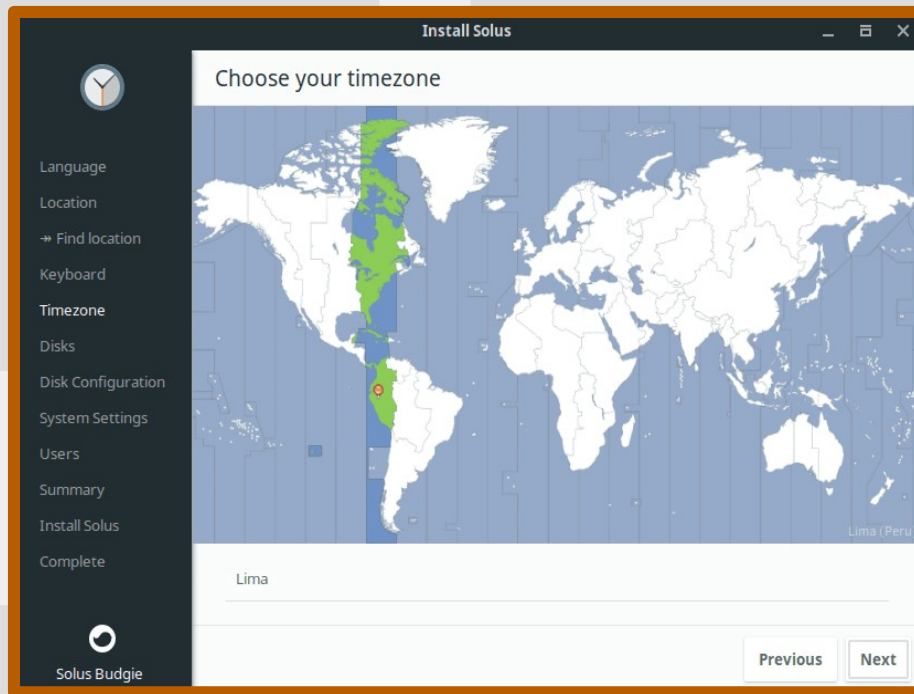 Install Solus
Choose your timezone
Language
Location
↠ Find location
Keyboard
Timezone
Disks
Disk Configuration
System Settings
Users
Summary
Install Solus
Complete
Solus Budgie
Lima (Peru
Lima
Previous
Next